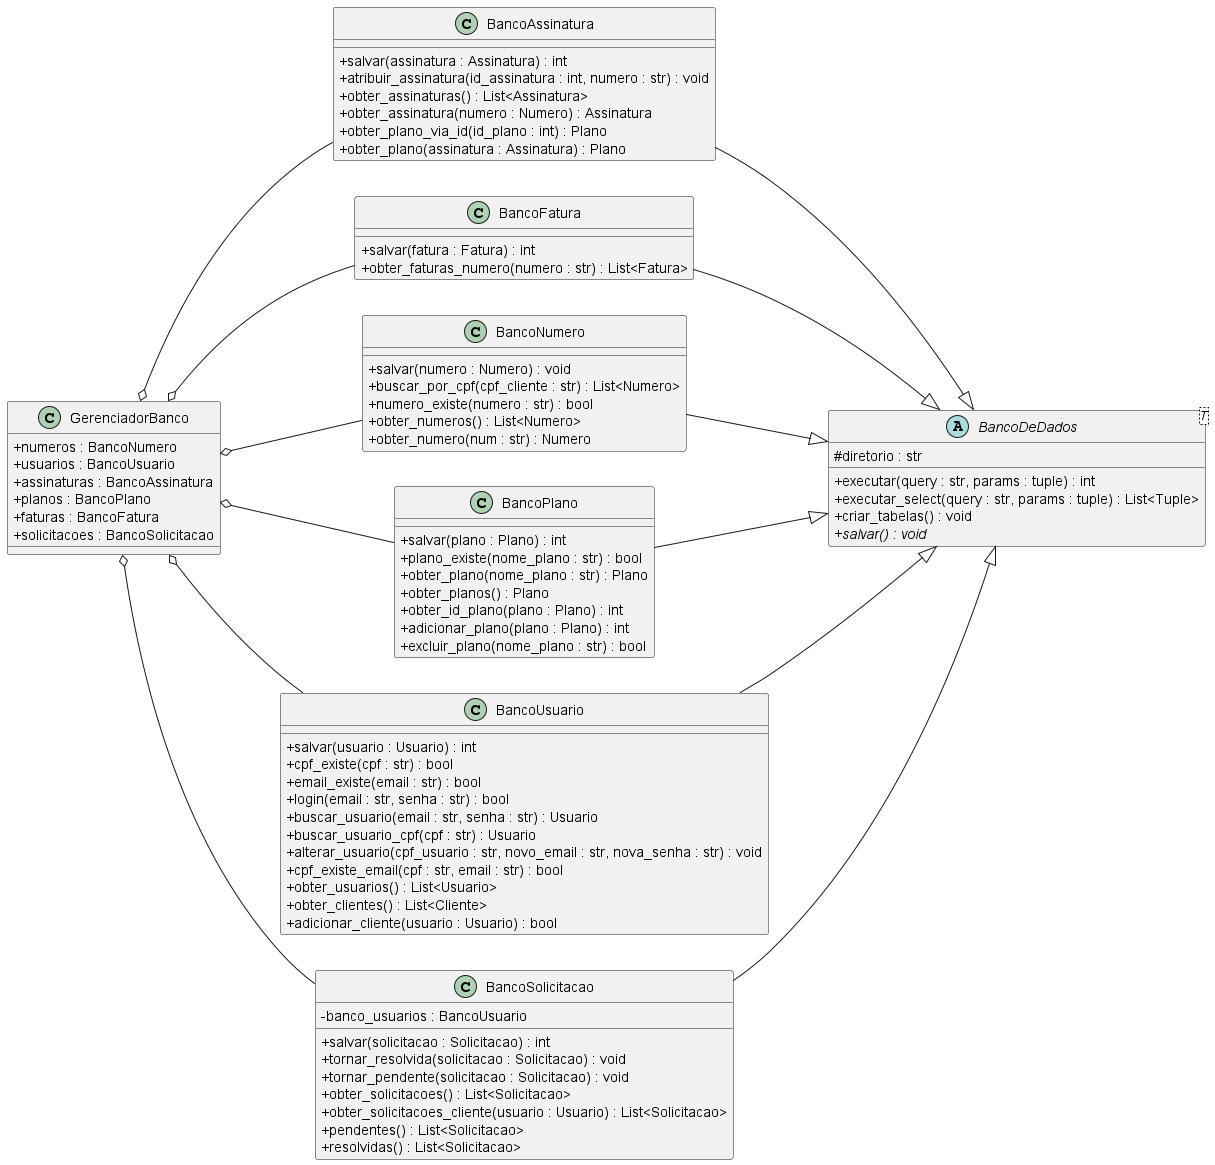 C BancoAssinatura
+salvar(assinatura : Assinatura) : int
+atribuir_assinatura(id_assinatura : int, numero : str) : void
+obter_assinaturas() : List<Assinatura>
+obter_assinatura(numero : Numero) : Assinatura
+obter_plano_via_id(id_plano : int) : Plano
+obter_plano(assinatura : Assinatura) : Plano
C BancoFatura
+salvar(fatura : Fatura) : int
+obter_faturas_numero(numero : str) : List<Fatura>
C BancoNumero
+salvar(numero : Numero) : void
+buscar_por_cpf(cpf_cliente : str) : List<Numero>
+numero_existe(numero : str) : bool
+obter_numeros() : List<Numero>
+obter_numero(num : str) : Numero
C GerenciadorBanco
+numeros : BancoNumero
+usuarios : BancoUsuario
+assinaturas : BancoAssinatura
+planos : BancoPlano
+faturas : BancoFatura
+solicitacoes : BancoSolicitacao
A BancoDeDados
T
#diretorio : str
+executar(query : str, params : tuple) : int
+executar_select(query : str, params : tuple) : List<Tuple>
+criar_tabelas() : void
+salvar() : void
C BancoPlano
+salvar(plano : Plano) : int
+plano_existe(nome_plano : str) : bool
+obter_plano(nome_plano : str) : Plano
+obter_planos() : Plano
+obter_id_plano(plano : Plano) : int
+adicionar_plano(plano : Plano) : int
+excluir_plano(nome_plano : str) : bool
C BancoUsuario
+salvar(usuario : Usuario) : int
+cpf_existe(cpf : str) : bool
+email_existe(email : str) : bool
+login(email : str, senha : str) : bool
+buscar_usuario(email : str, senha : str) : Usuario
+buscar_usuario_cpf(cpf : str) : Usuario
+alterar_usuario(cpf_usuario : str, novo_email : str, nova_senha : str) : void
+cpf_existe_email(cpf : str, email : str) : bool
+obter_usuarios() : List<Usuario>
+obter_clientes() : List<Cliente>
+adicionar_cliente(usuario : Usuario) : bool
C BancoSolicitacao
-banco_usuarios : BancoUsuario
+salvar(solicitacao : Solicitacao) : int
+tornar_resolvida(solicitacao : Solicitacao) : void
+tornar_pendente(solicitacao : Solicitacao) : void
+obter_solicitacoes() : List<Solicitacao>
+obter_solicitacoes_cliente(usuario : Usuario) : List<Solicitacao>
+pendentes() : List<Solicitacao>
+resolvidas() : List<Solicitacao>